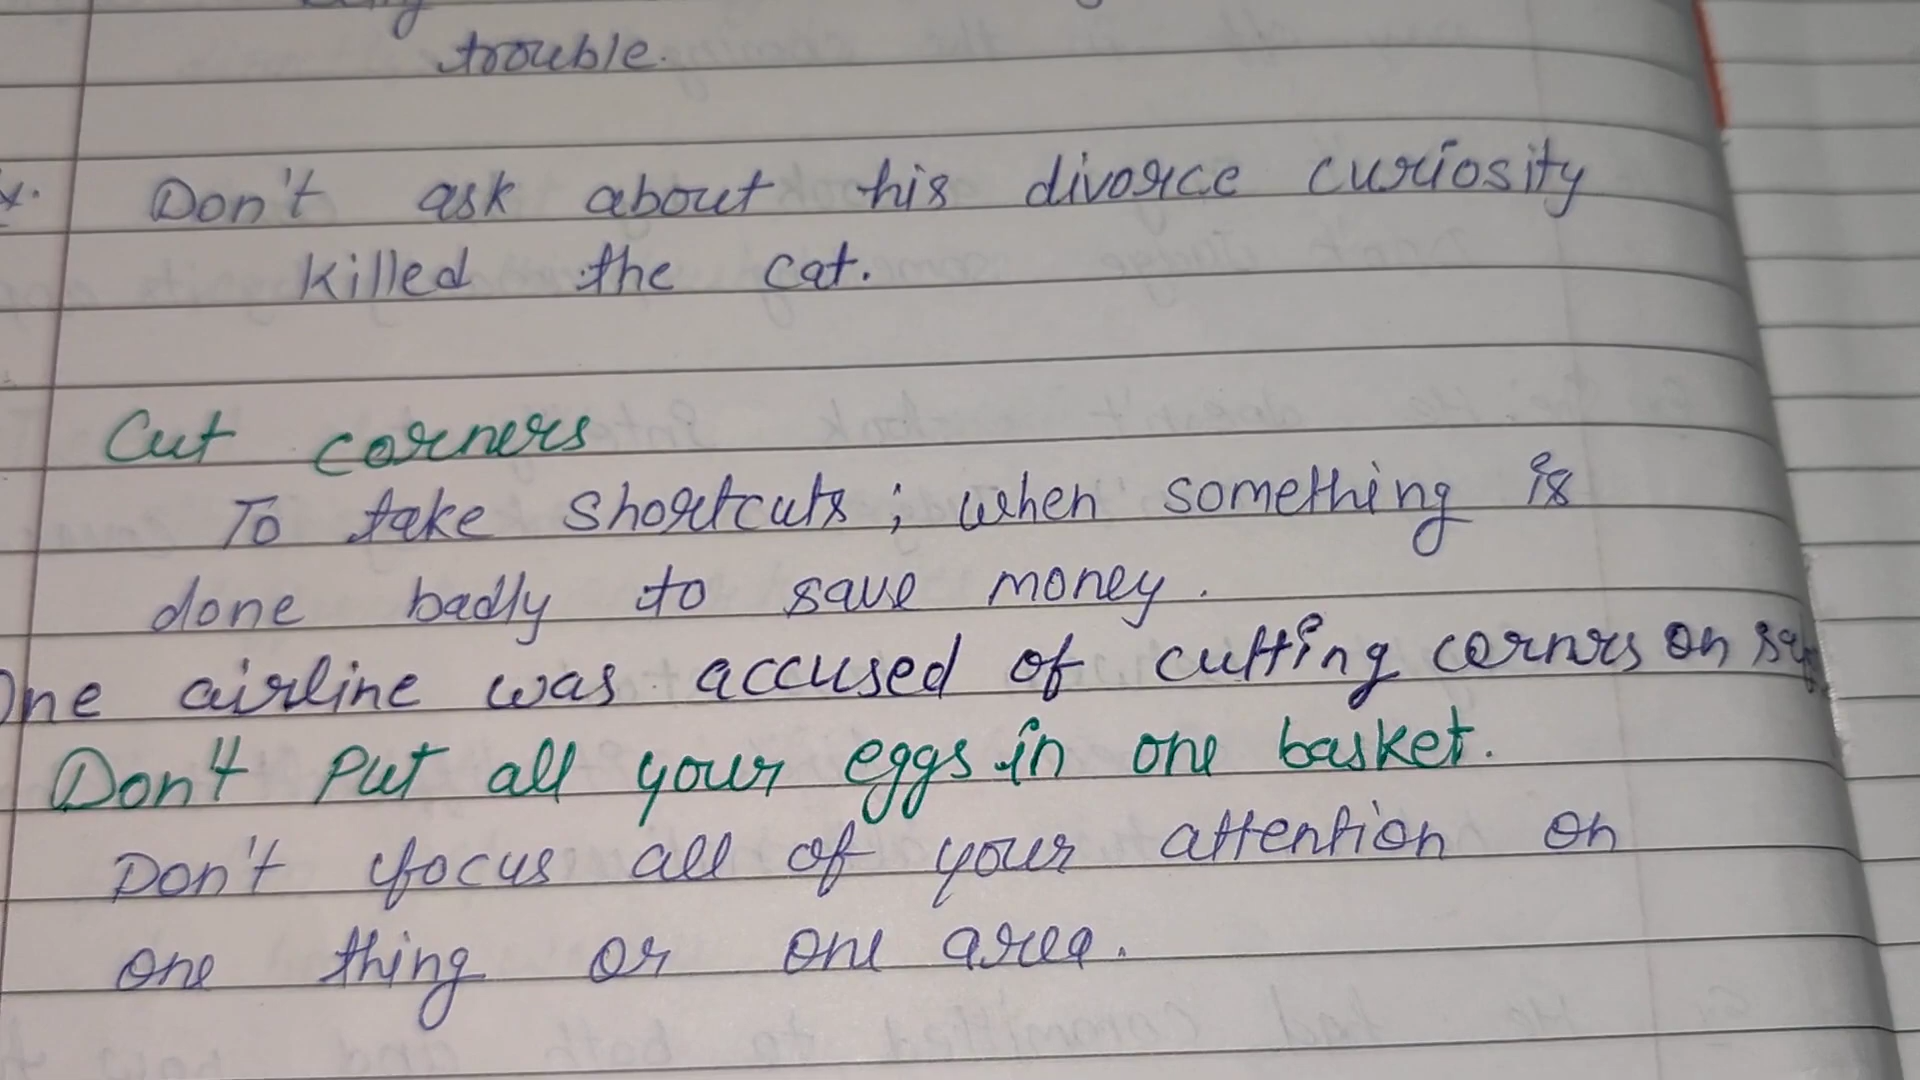 trouble.
Don't ask about his divorce curiosity
killed the cat.
Cut corners
To take shortcuts; when something is
done badly to save money.
One airline was accused of cutting corners on
Don't Put all your eggs in one basket.
Don't focus all of your attention on
one thing or one area.